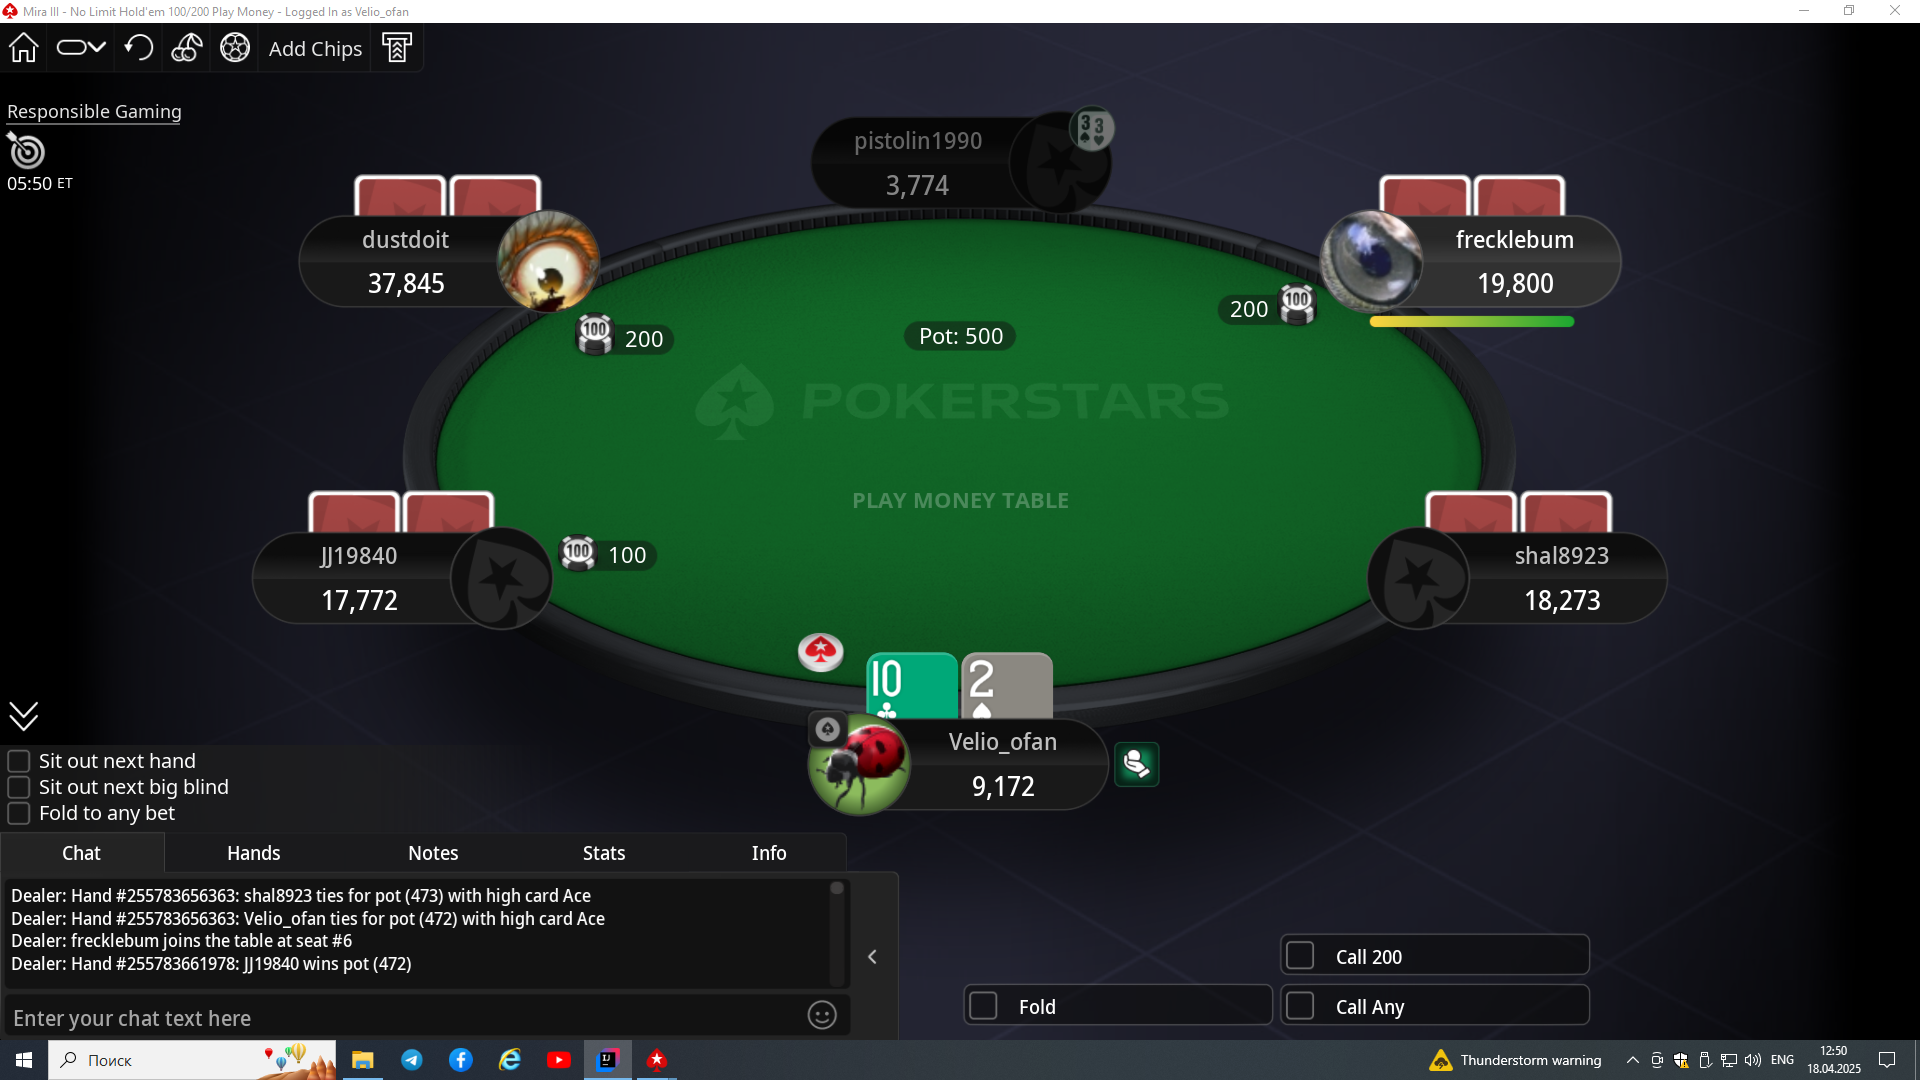 Mira III - No Limit Hold'em 100/200 Play Money - Logged In as Velio_ofan
Add Chips
Responsible Gaming
05:50 ET
pistolin1990
3,774
3 3
dustdoit
37,845
frecklebum
19,800
100 200
Pot: 500
200 100
POKERSTARS
PLAY MONEY TABLE
JJ19840
17,772
100 100
shal8923
18,273
10 2
Velio_ofan
9,172
Sit out next hand
Sit out next big blind
Fold to any bet
Chat Hands Notes Stats Info
Dealer: Hand #255783656363: shal8923 ties for pot (473) with high card Ace
Dealer: Hand #255783656363: Velio_ofan ties for pot (472) with high card Ace
Dealer: frecklebum joins the table at seat #6
Dealer: Hand #255783661978: JJ19840 wins pot (472)
Enter your chat text here
Call 200
Fold
Call Any
Поиск
IJ
Thunderstorm warning
ENG
12:50
18.04.2025